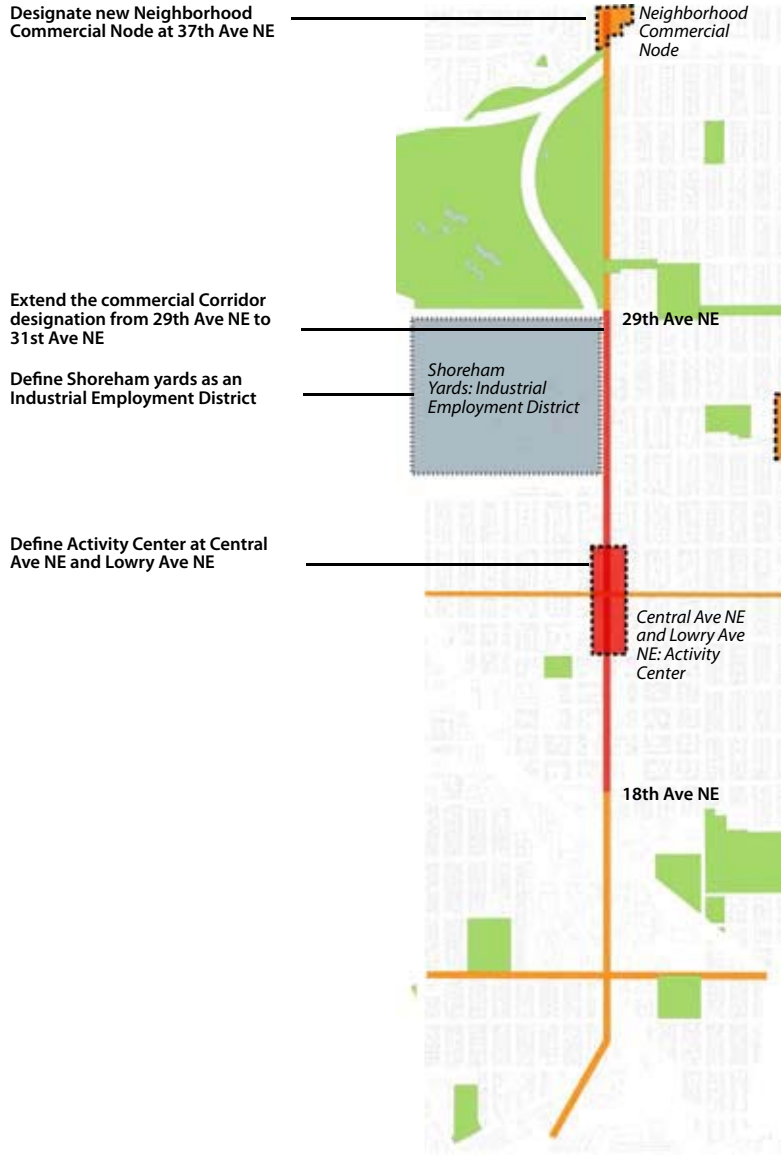 Designate new Neighborhood
Commercial Node at 37th Ave NE
Neighborhood
Commercial
Node
Extend the commercial Corridor
designation from 29th Ave NE to
31st Ave NE
29th Ave NE
Define Shoreham yards as an
Industrial Employment District
Shoreham
Yards: Industrial
Employment District
Define Activity Center at Central
Ave NE and Lowry Ave NE
Central Ave NE
and Lowry Ave
NE: Activity
Center
18th Ave NE